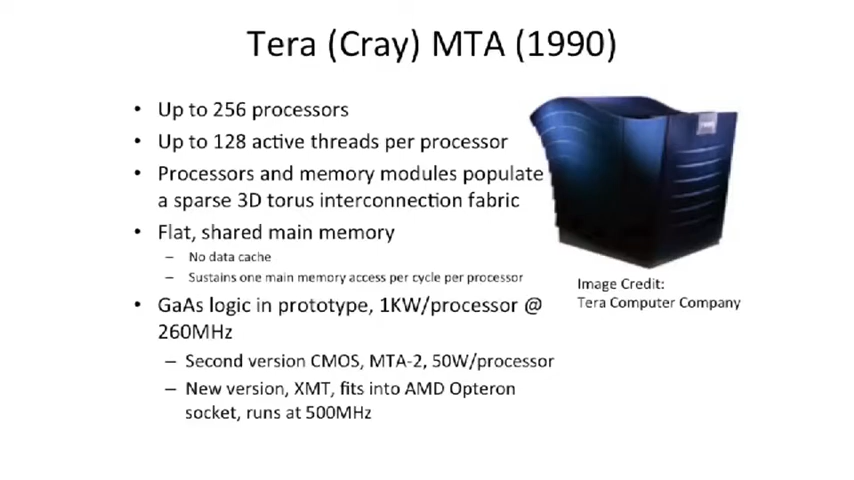 Tera (Cray) MTA (1990)
• Up to 256 processors
• Up to 128 active threads per processor
• Processors and memory modules populate
a sparse 3D torus interconnection fabric
• Flat, shared main memory
– No data cache
– Sustains one main memory access per cycle per processor
• GaAs logic in prototype, 1KW/processor @
260MHz
– Second version CMOS, MTA-2, 50W/processor
– New version, XMT, fits into AMD Opteron
socket, runs at 500MHz
Image Credit:
Tera Computer Company